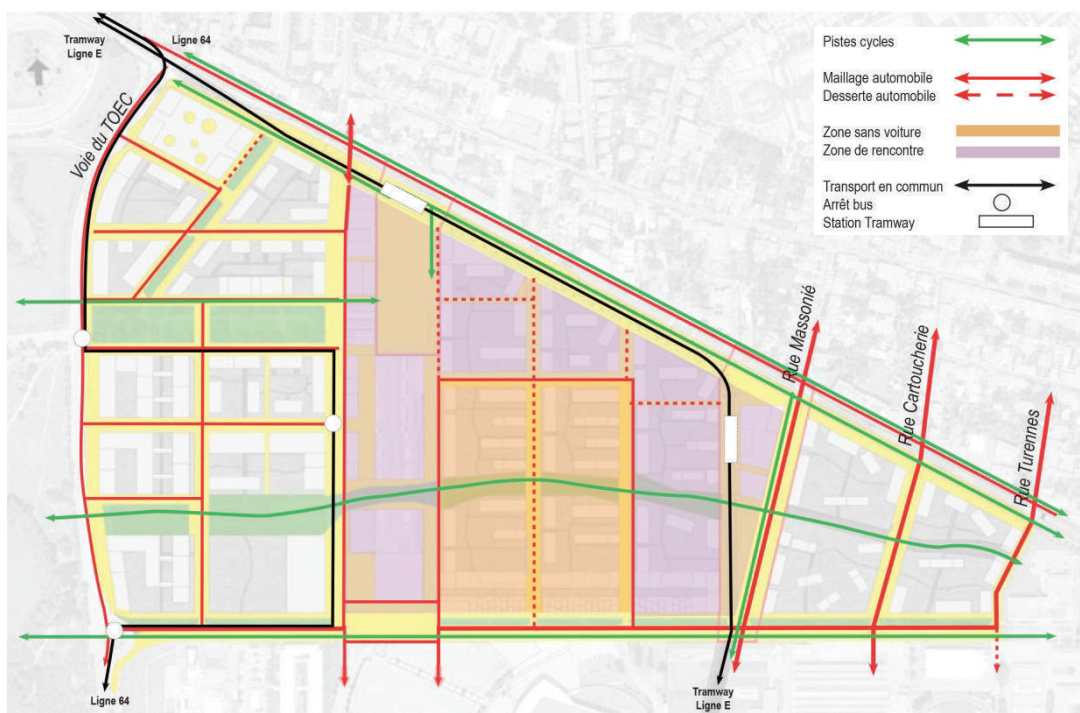 Tramway
Ligne E
Ligne 64
Voie du TOEC
Pistes cycles
Maillage automobile
Desserte automobile
Zone sans voiture
Zone de rencontre
Transport en commun
Arrêt bus
Station Tramway
Rue Massonié
Rue Cartoucherie
Rue Turennes
Ligne 64
Tramway
Ligne E